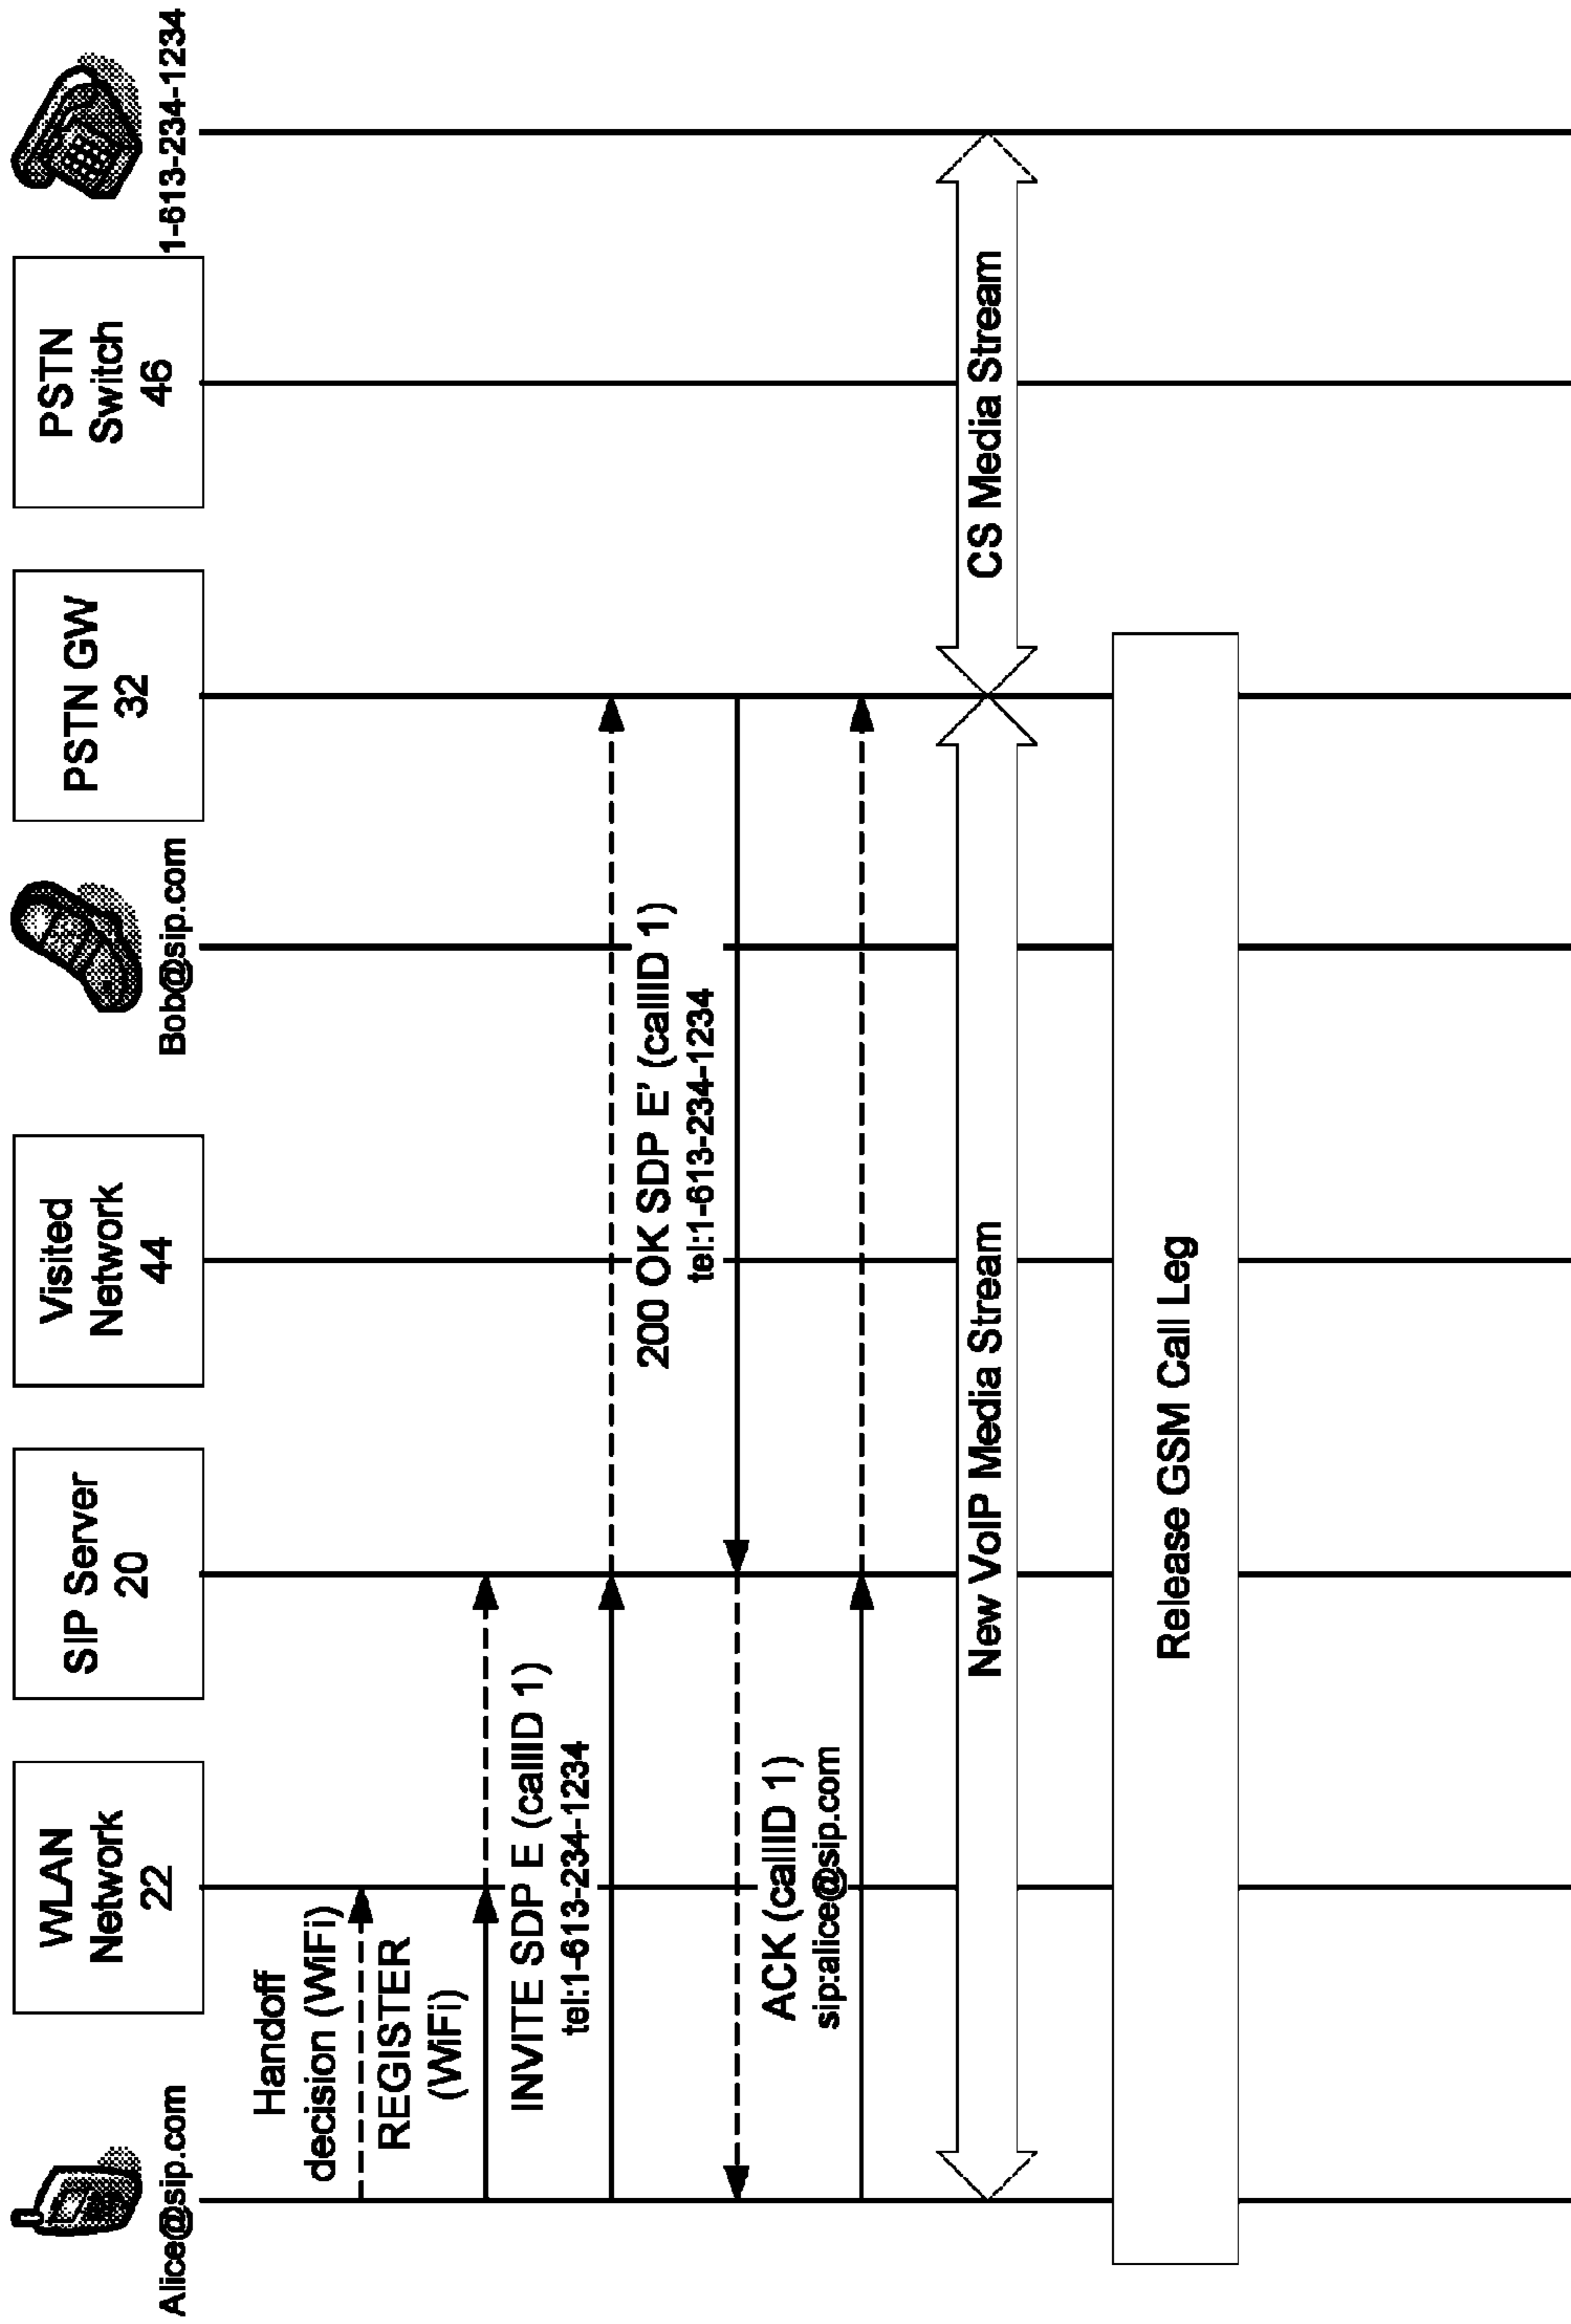 Alice@sip.com
WLAN
Network
22
SIP Server
20
Visited
Network
44
Bob@sip.com
PSTN GW
32
PSTN
Switch
46
1-613-234-1234
Handoff
decision (WiFi)
REGISTER
(WiFi)
INVITE SDP E (callID 1)
tel:1-613-234-1234
200 OK SDP E' (callID 1)
tel:1-613-234-1234
ACK (callID 1)
sip:alice@sip.com
New VoIP Media Stream
CS Media Stream
Release GSM Call Leg